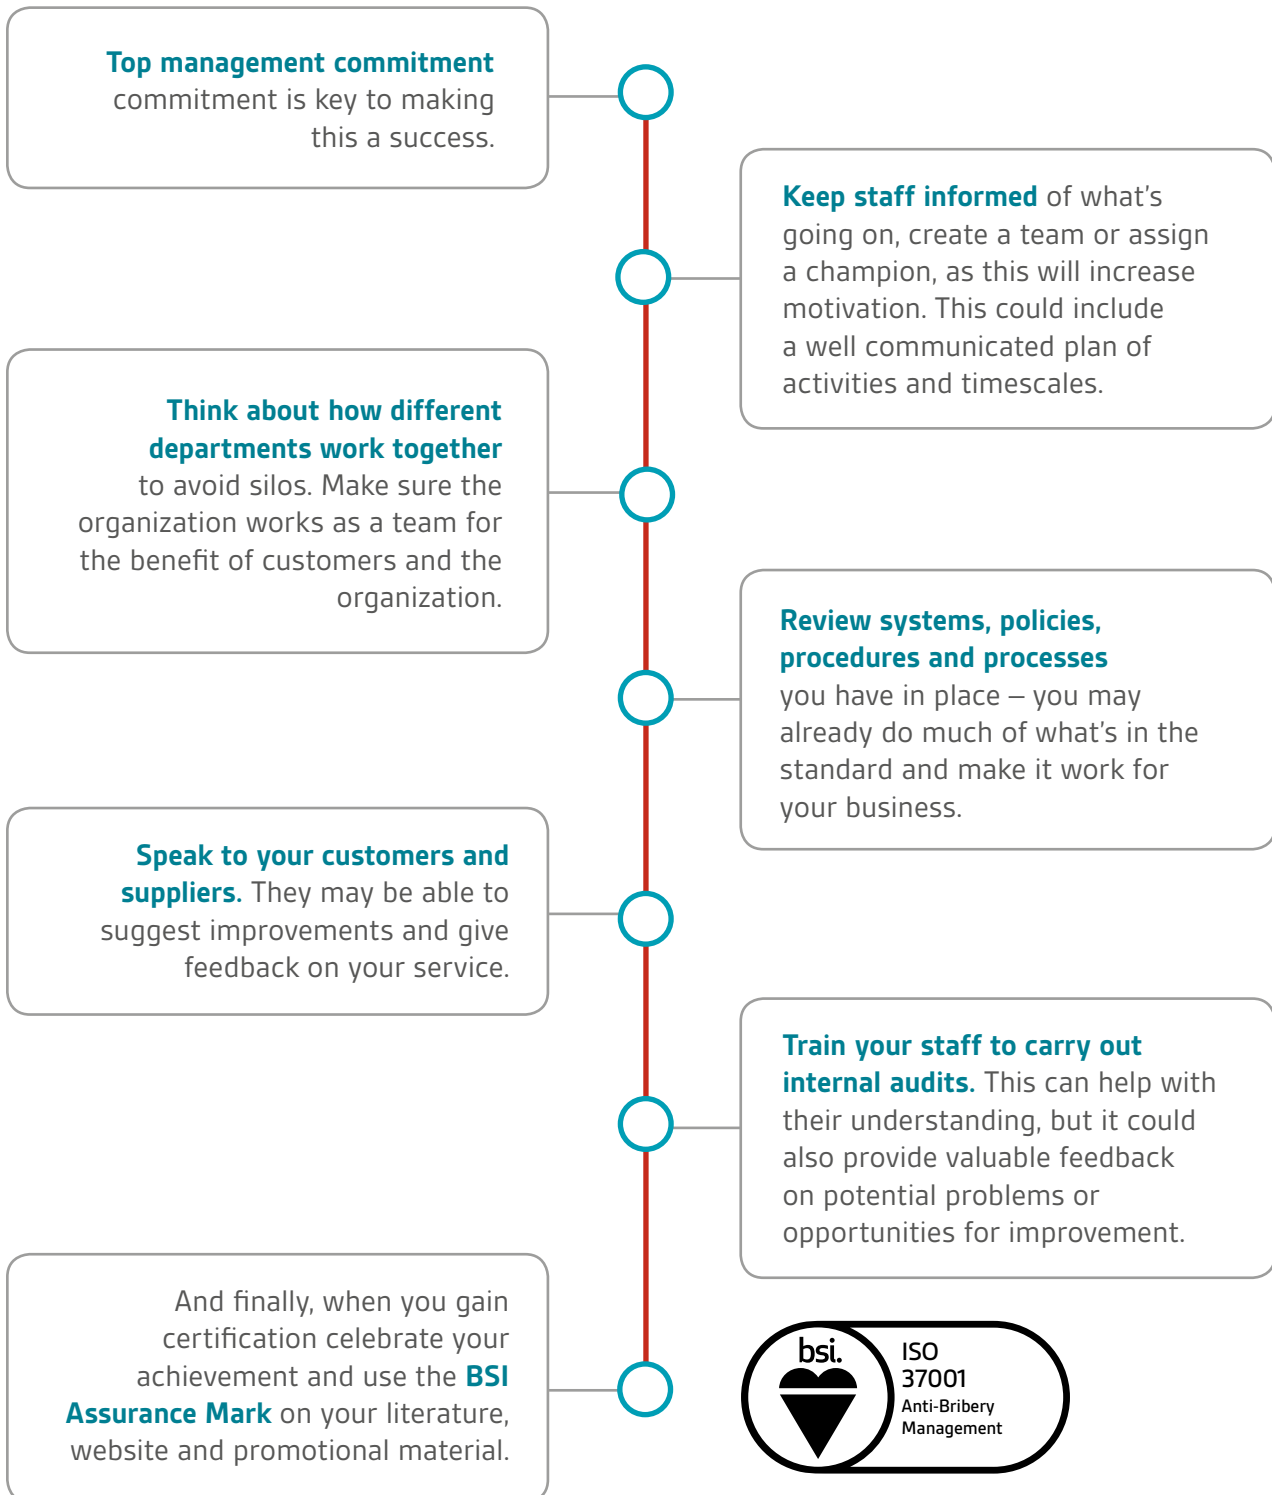 Top management commitment
commitment is key to making
this a success.
Keep staff informed of what's
going on, create a team or assign
a champion, as this will increase
motivation. This could include
a well communicated plan of
activities and timescales.
Think about how different
departments work together
to avoid silos. Make sure the
organization works as a team for
the benefit of customers and the
organization.
Review systems, policies,
procedures and processes
you have in place – you may
already do much of what's in the
standard and make it work for
your business.
Speak to your customers and
suppliers. They may be able to
suggest improvements and give
feedback on your service.
Train your staff to carry out
internal audits. This can help with
their understanding, but it could
also provide valuable feedback
on potential problems or
opportunities for improvement.
And finally, when you gain
certification celebrate your
achievement and use the BSI
Assurance Mark on your literature,
website and promotional material.
bsi.
ISO
37001
Anti-Bribery
Management